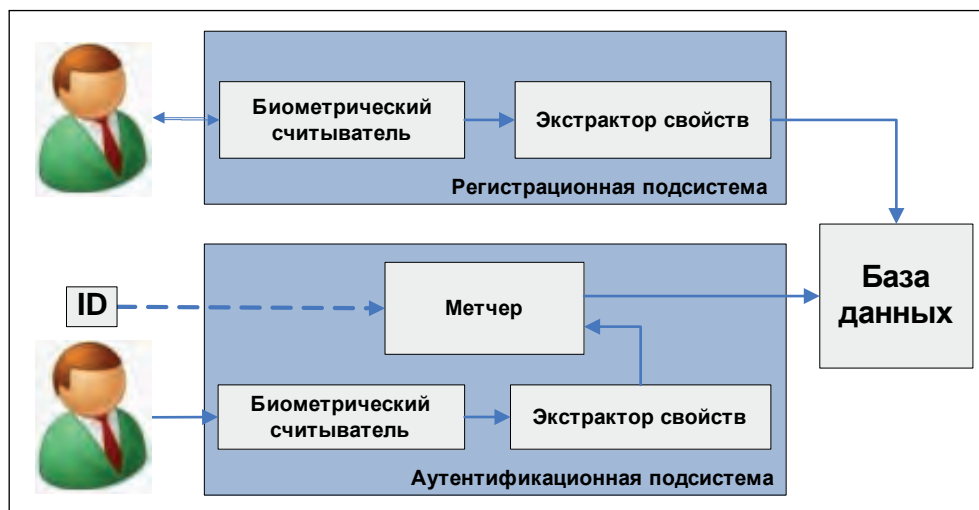 Биометрический
считыватель
Экстрактор свойств
Регистрационная подсистема
База
данных
ID
Метчер
Биометрический
считыватель
Экстрактор свойств
Аутентификационная подсистема